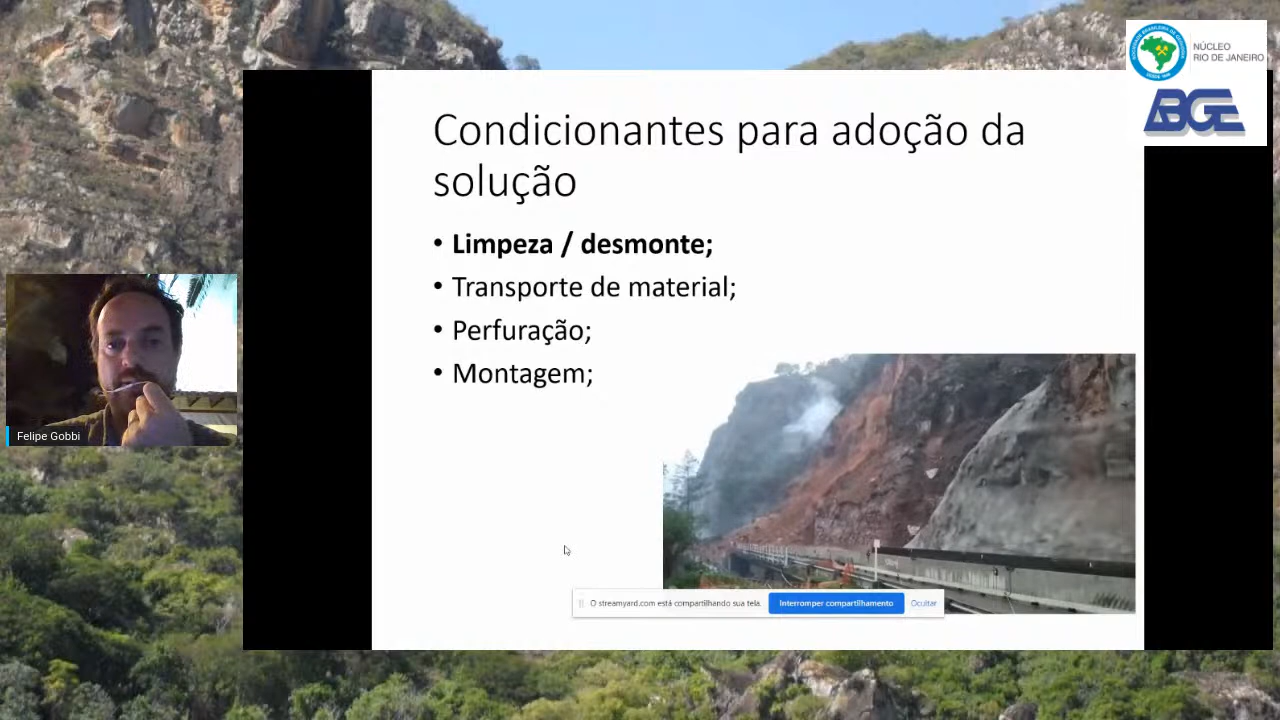 NÚCLEO
RIO DE JANEIRO
ABGE
Condicionantes para adoção da
solução
• Limpeza / desmonte;
• Transporte de material;
• Perfuração;
• Montagem;
Felipe Gobbi
O streamyard.com está compartilhando sua tela.
Interromper compartilhamento
Ocultar